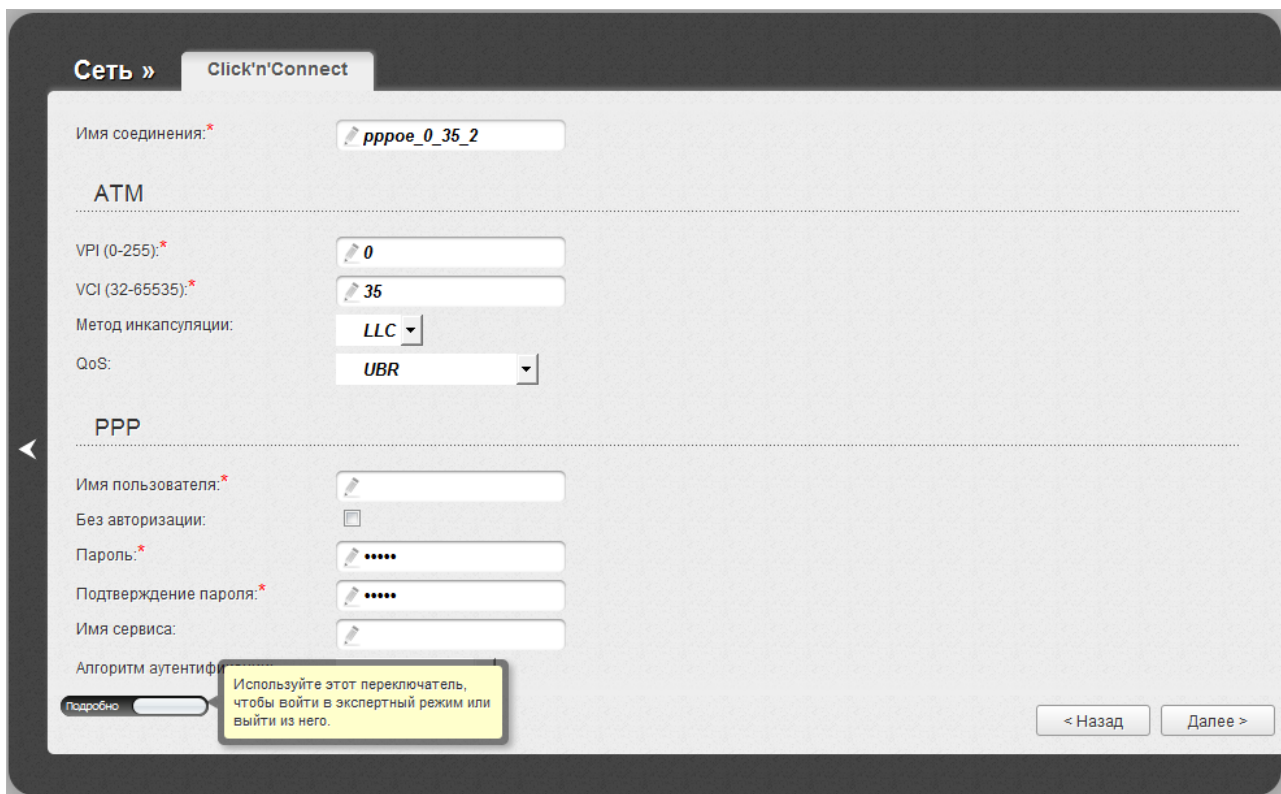 Сеть »
Click'n'Connect
Имя соединения:* pppoe_0_35_2
ATM
VPI (0-255):* 0
VCI (32-65535):* 35
Метод инкапсуляции: LLC
QoS: UBR
PPP
Имя пользователя:*
Без авторизации:
Пароль:* •••••
Подтверждение пароля:* •••••
Имя сервиса:
Алгоритм
Используйте этот переключатель,
чтобы войти в экспертный режим или
выйти из него.
Подробно
< Назад
Далее >